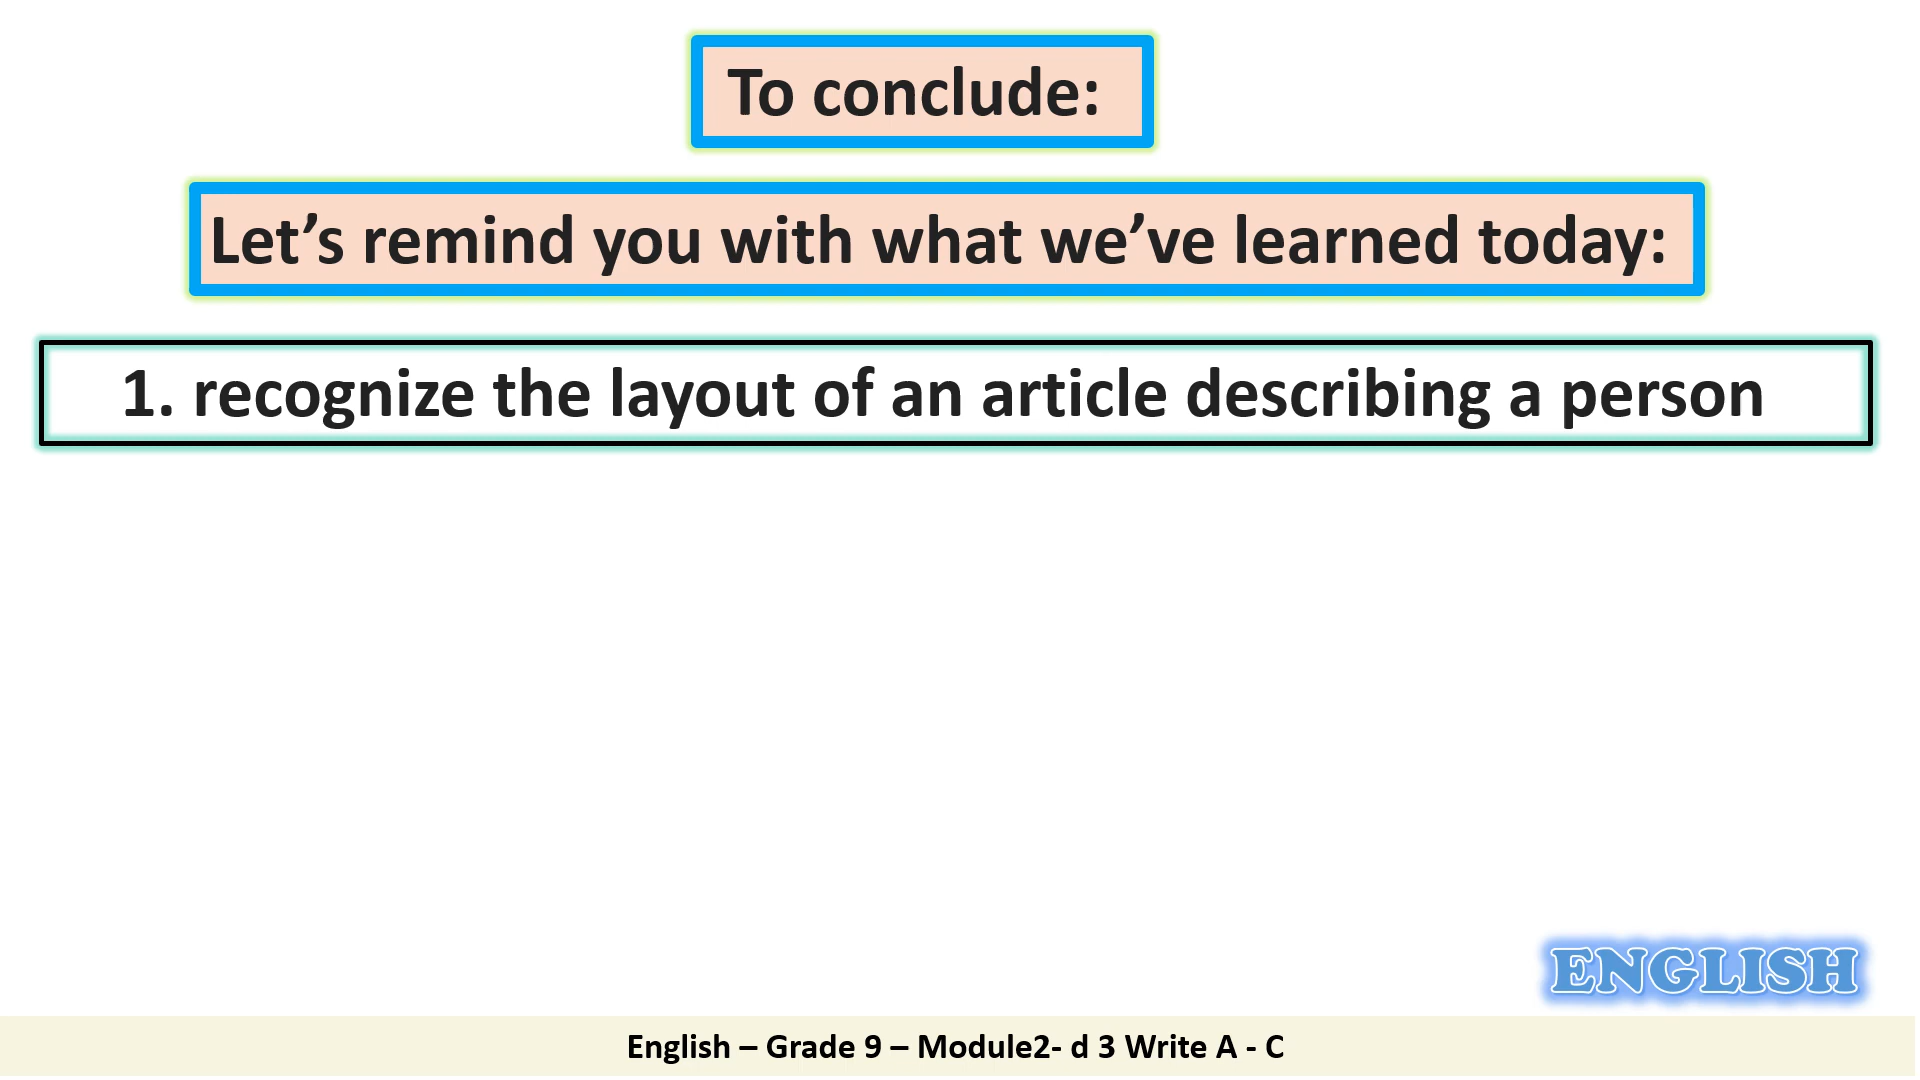 To conclude:
Let’s remind you with what we’ve learned today:
1. recognize the layout of an article describing a person
ENGLISH
English – Grade 9 – Module2- d 3 Write A - C